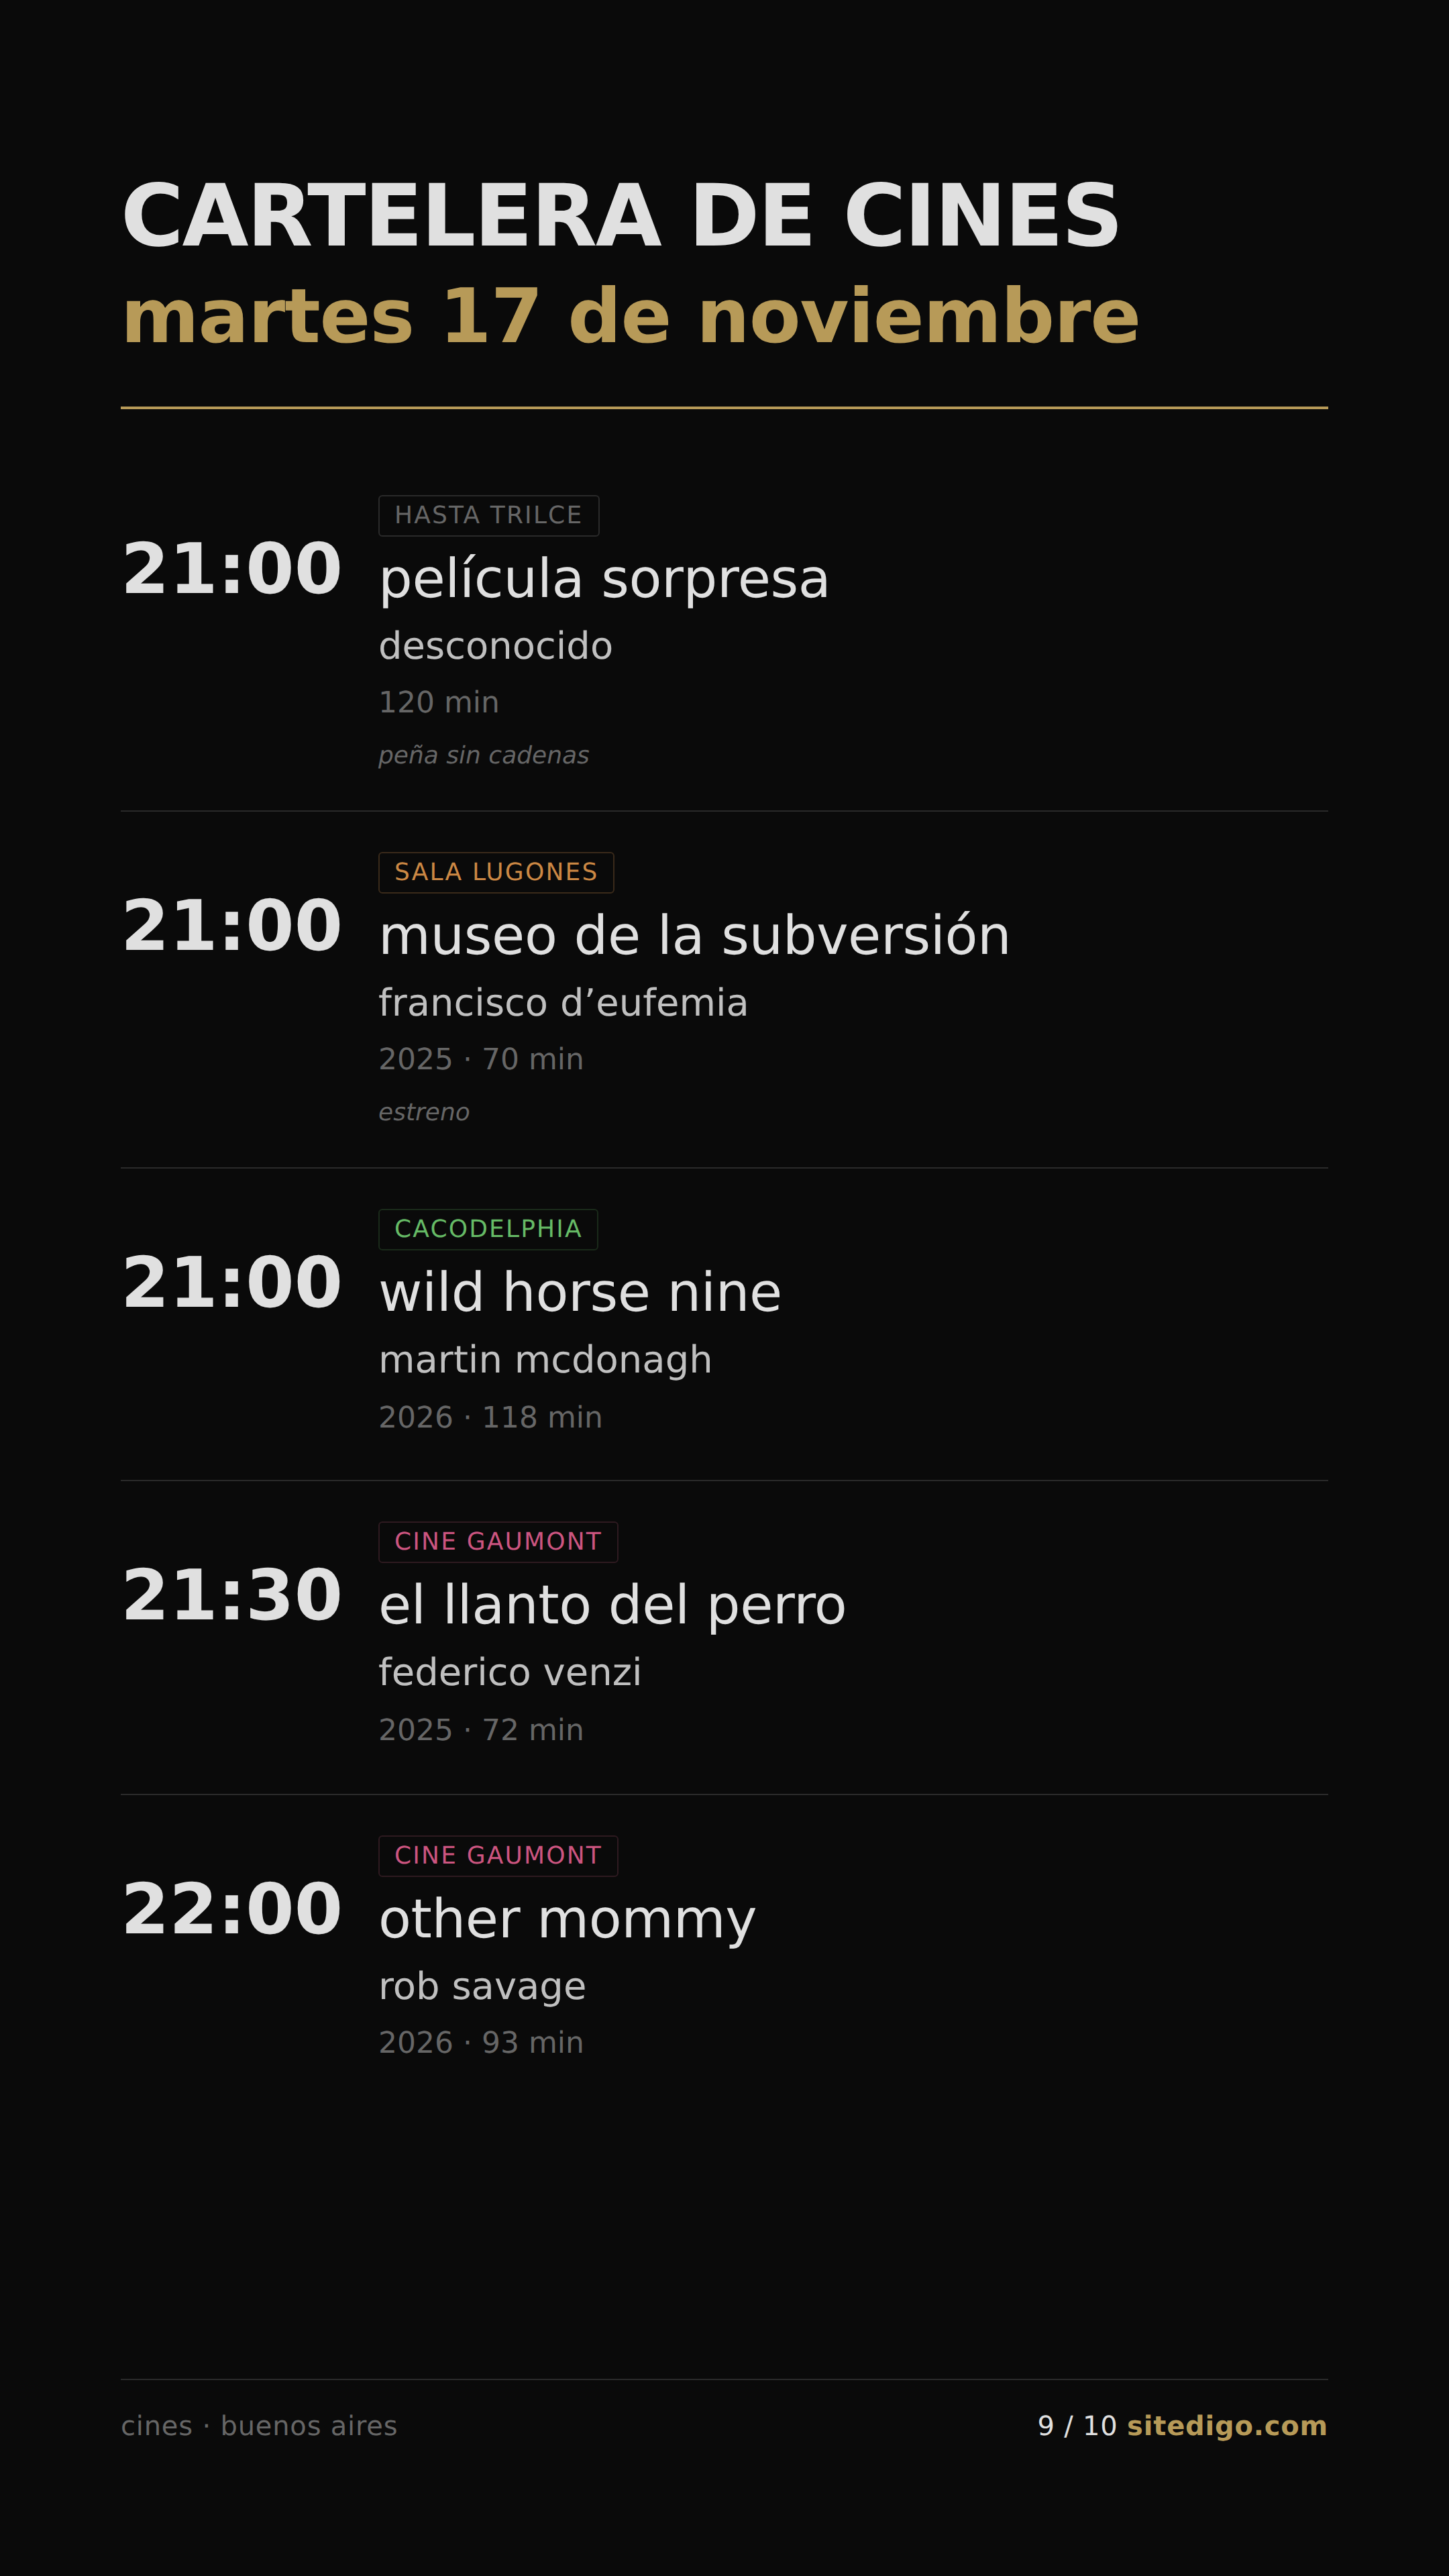 CARTELERA DE CINES
martes 17 de noviembre
HASTA TRILCE
21:00
película sorpresa
desconocido
120 min
peña sin cadenas
SALA LUGONES
21:00
museo de la subversión
francisco d’eufemia
2025 · 70 min
estreno
CACODELPHIA
21:00
wild horse nine
martin mcdonagh
2026 · 118 min
CINE GAUMONT
21:30
el llanto del perro
federico venzi
2025 · 72 min
CINE GAUMONT
22:00
other mommy
rob savage
2026 · 93 min
cines · buenos aires
9 / 10 sitedigo.com